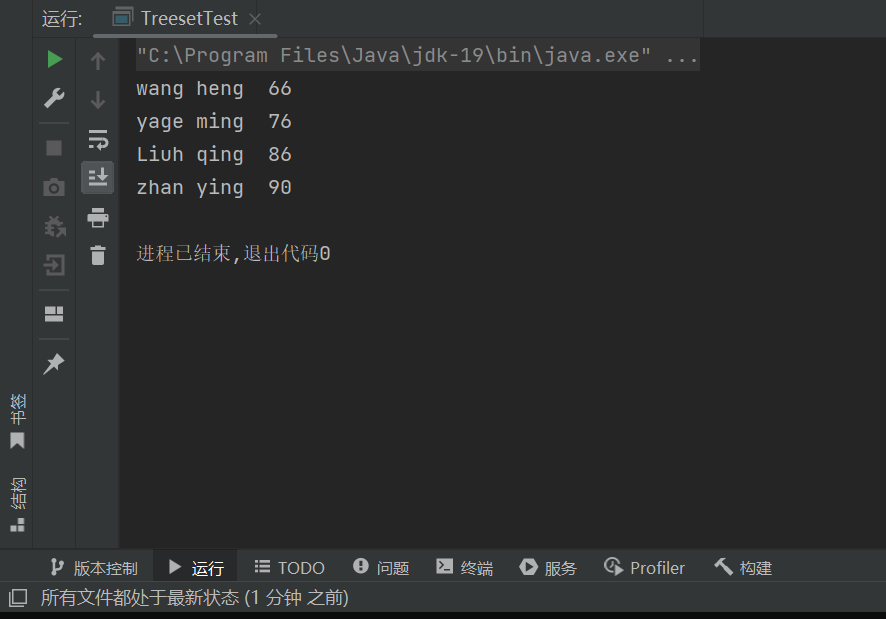 运行: TreesetTest
"C:\Program Files\Java\jdk-19\bin\java.exe" ...
wang heng  66
yage ming  76
Liuh qing  86
zhan ying  90
进程已结束,退出代码0
书签
结构
版本控制 运行 TODO 问题 终端 服务 Profiler 构建
所有文件都处于最新状态 (1 分钟 之前)